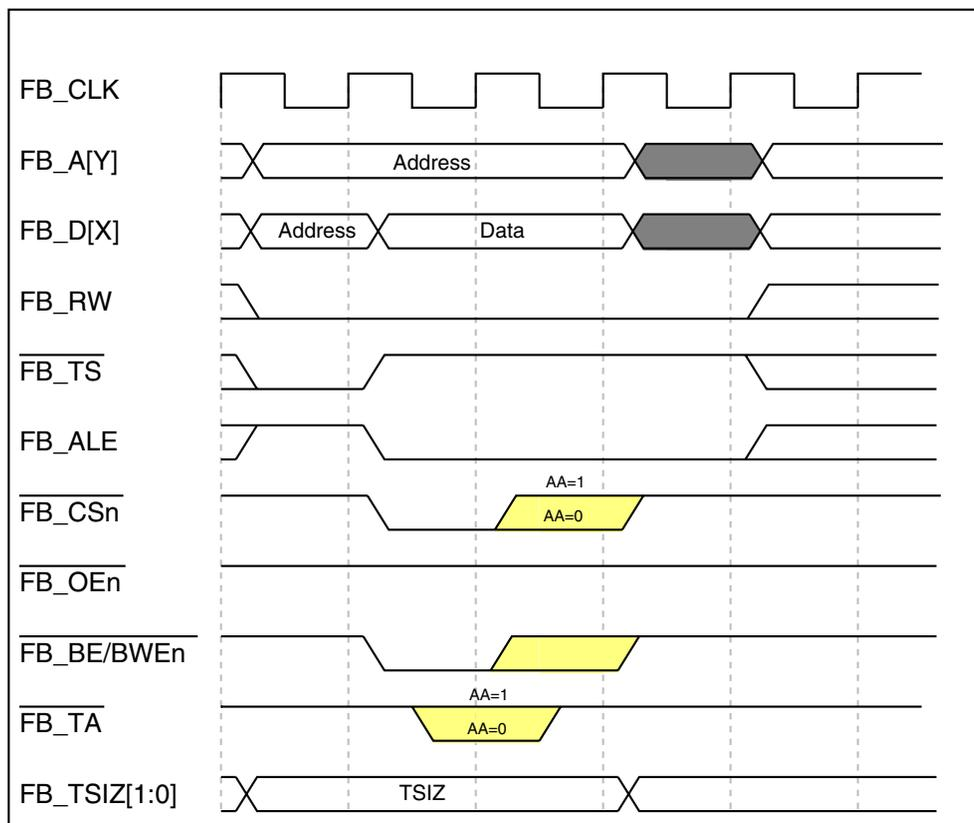 FB_CLK
FB_A[Y]
Address
FB_D[X]
Address
Data
FB_RW
FB_TS
FB_ALE
AA=1
FB_CSn
AA=0
FB_OEn
FB_BE/BWEn
AA=1
FB_TA
AA=0
FB_TSIZ[1:0]
TSIZ